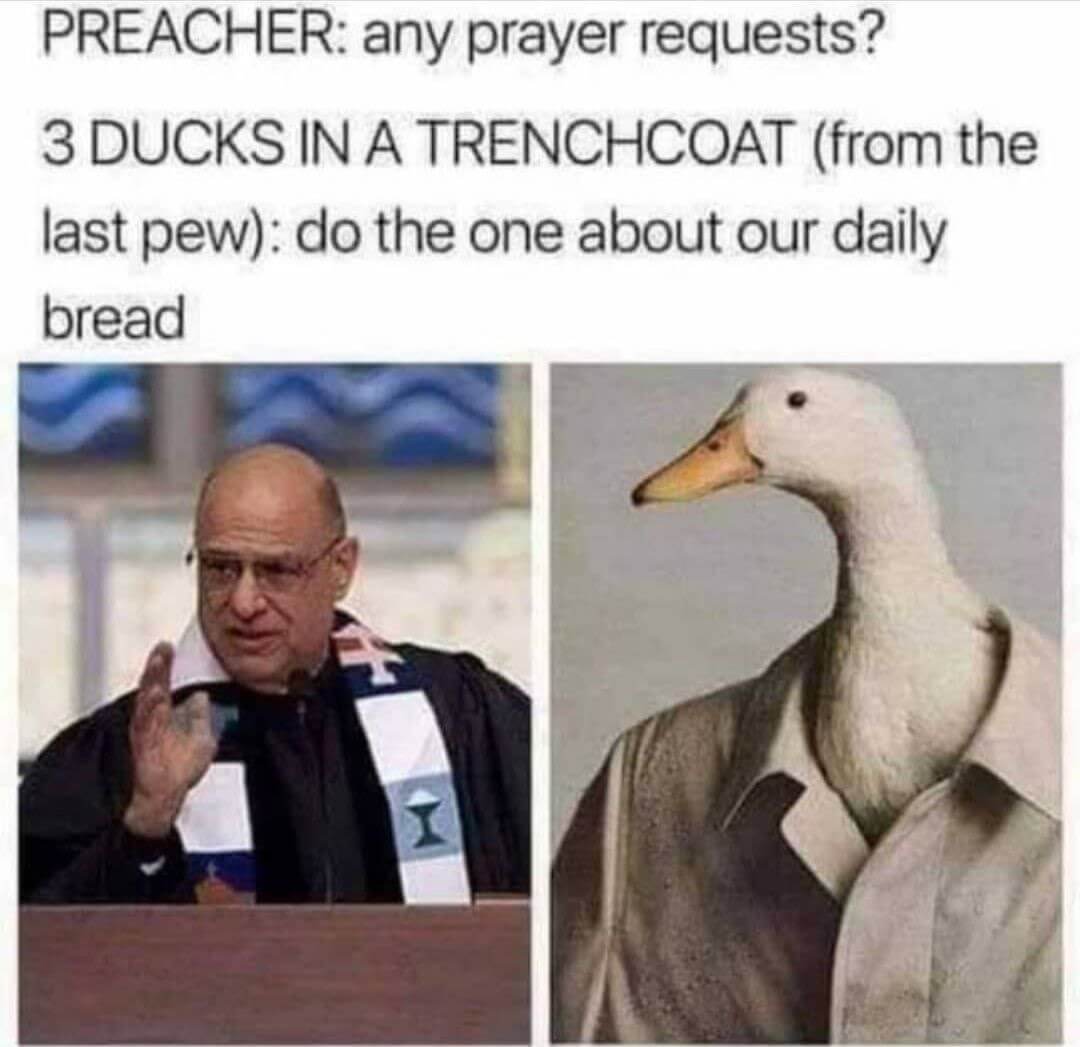 PREACHER: any prayer requests?
3 DUCKS IN A TRENCHCOAT (from the
last pew): do the one about our daily
bread